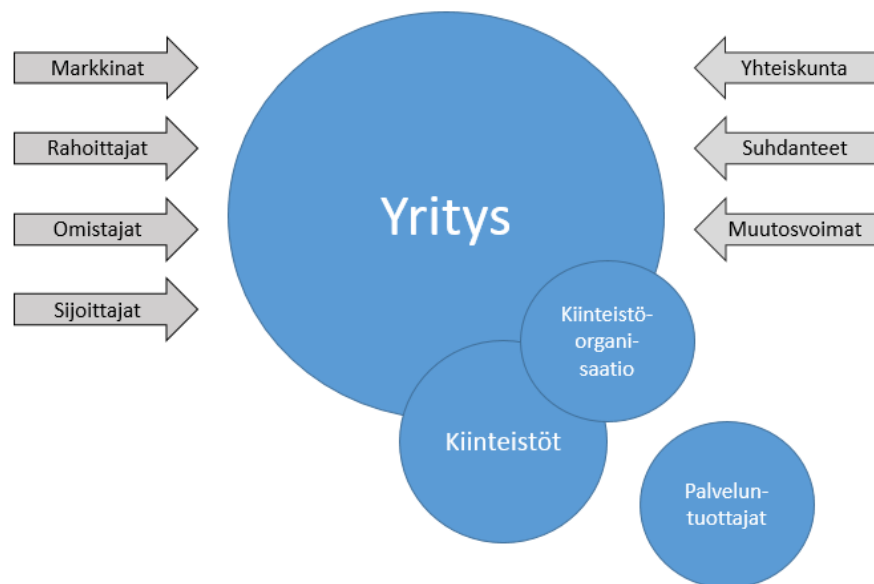 Markkinat
Rahoittajat
Omistajat
Sijoittajat
Yritys
Yhteiskunta
Suhdanteet
Muutosvoimat
Kiinteistö-
organi-
saatio
Kiinteistöt
Palvelun-
tuottajat